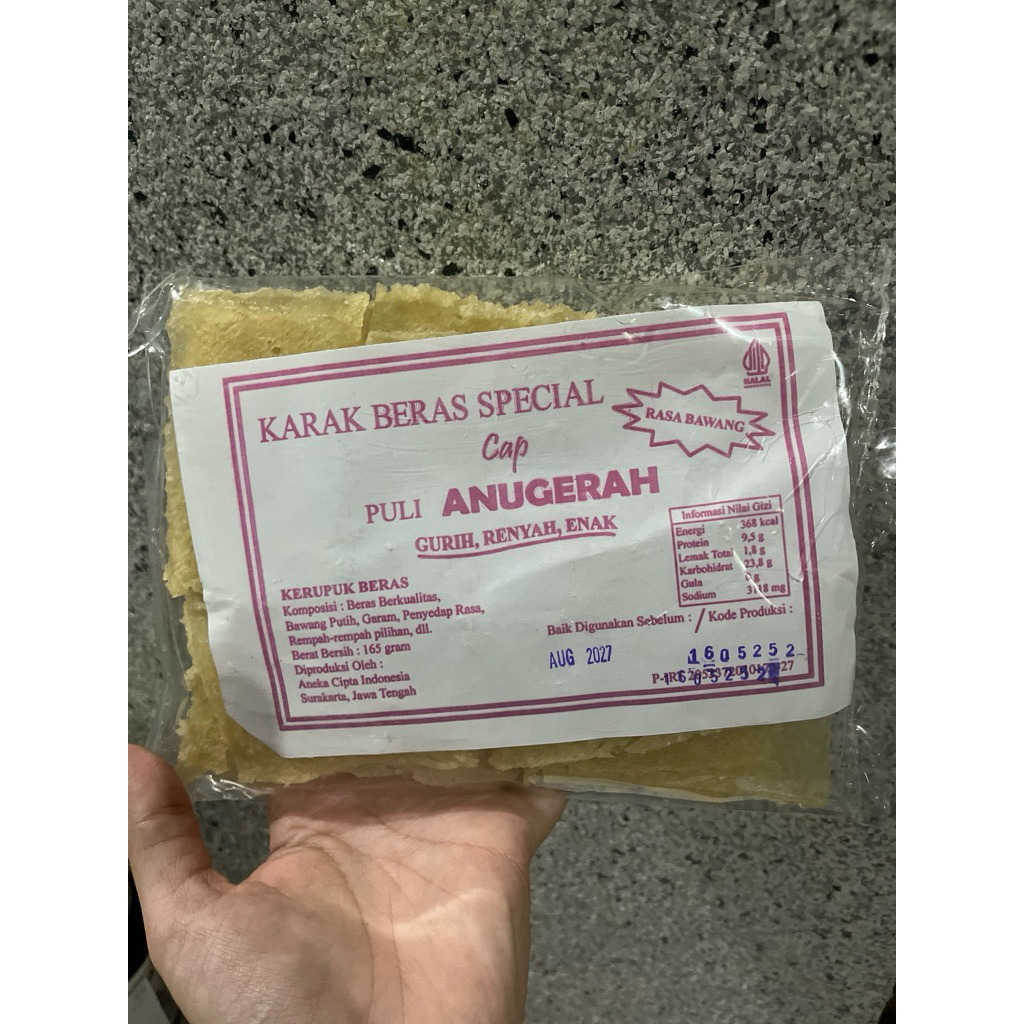 HALAL
INDONESIA
KARAK BERAS SPECIAL
RASA BAWANG
Cap
PULI ANUGERAH
GURIH, RENYAH, ENAK
Informasi Nilai Gizi
Energi 368 kcal
Protein 9,5 g
Lemak Total 1,8 g
Karbohidrat 23,8 g
Gula g
Sodium mg
KERUPUK BERAS
Komposisi : Beras Berkualitas,
Bawang Putih, Garam, Penyedap Rasa,
Rempah-rempah pilihan, dll.
Berat Bersih : 165 gram
Diproduksi Oleh :
Aneka Cipta Indonesia
Surakarta, Jawa Tengah
Baik Digunakan Sebelum : / Kode Produksi :
AUG 2027
1605252
P-IRT